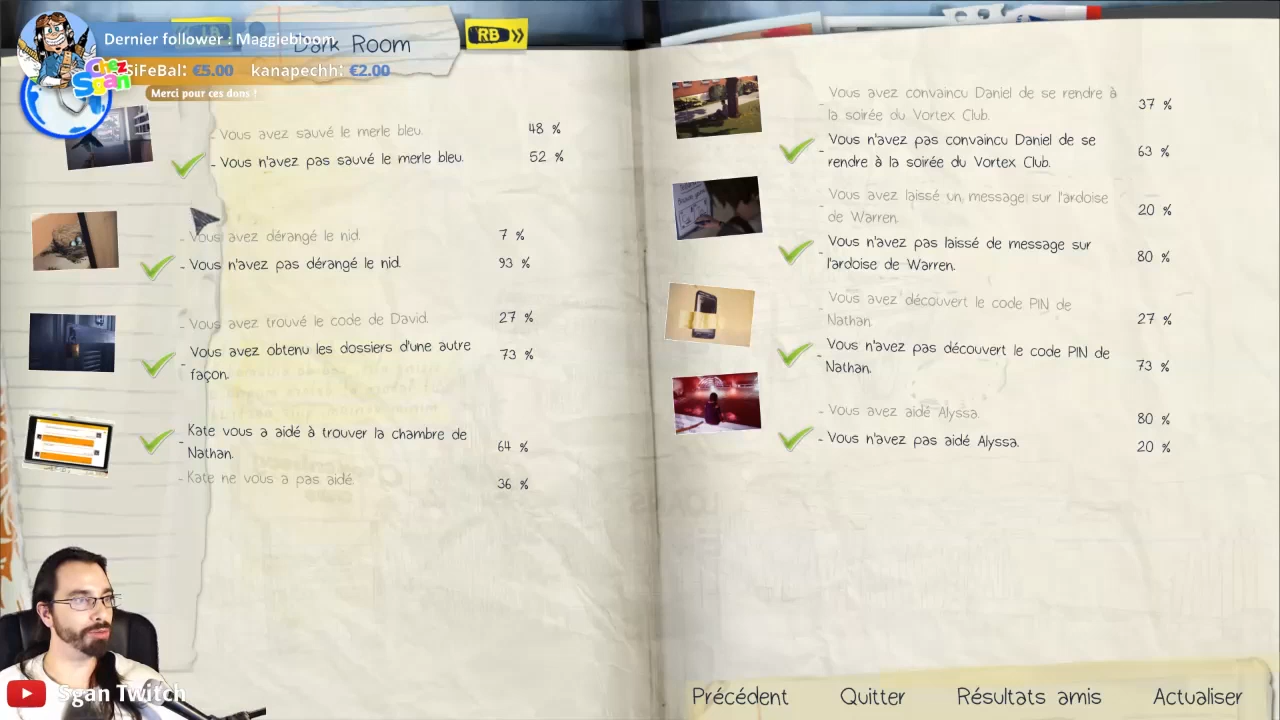 Dernier follower : Maggiebloom
Dark Room
RB
SiFeBal: €5.00 kanapechh: €2.00
Chez Sgan
Merci pour ces dons !
- Vous avez sauvé le merle bleu. 48 %
- Vous n'avez pas sauvé le merle bleu. 52 %
- Vous avez dérangé le nid. 7 %
- Vous n'avez pas dérangé le nid. 93 %
- Vous avez trouvé le code de David. 27 %
- Vous avez obtenu les dossiers d'une autre
façon. 73 %
- Kate vous a aidé à trouver la chambre de
Nathan. 64 %
- Kate ne vous a pas aidé. 36 %
- Vous avez convaincu Daniel de se rendre à
la soirée du Vortex Club. 37 %
- Vous n'avez pas convaincu Daniel de se
rendre à la soirée du Vortex Club. 63 %
- Vous avez laissé un message sur l'ardoise
de Warren. 20 %
- Vous n'avez pas laissé de message sur
l'ardoise de Warren. 80 %
- Vous avez découvert le code PIN de
Nathan. 27 %
- Vous n'avez pas découvert le code PIN de
Nathan. 73 %
- Vous avez aidé Alyssa. 80 %
- Vous n'avez pas aidé Alyssa. 20 %
Sgan Twitch
Précédent Quitter Résultats amis Actualiser